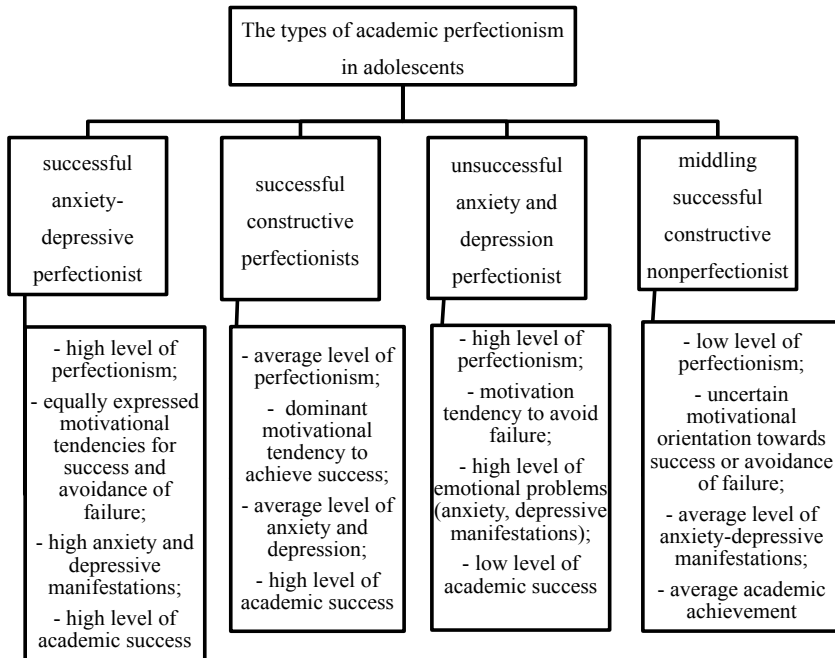 The types of academic perfectionism
in adolescents
successful
anxiety-
depressive
perfectionist
successful
constructive
perfectionists
unsuccessful
anxiety and
depression
perfectionist
middling
successful
constructive
nonperfectionist
- high level of
perfectionism;
- equally expressed
motivational
tendencies for
success and
avoidance of
failure;
- high anxiety and
depressive
manifestations;
- high level of
academic success
- average level of
perfectionism;
- dominant
motivational
tendency to
achieve success;
- average level of
anxiety and
depression;
- high level of
academic success
- high level of
perfectionism;
- motivation
tendency to avoid
failure;
- high level of
emotional problems
(anxiety, depressive
manifestations);
- low level of
academic success
- low level of
perfectionism;
- uncertain
motivational
orientation towards
success or avoidance
of failure;
- average level of
anxiety-depressive
manifestations;
- average academic
achievement